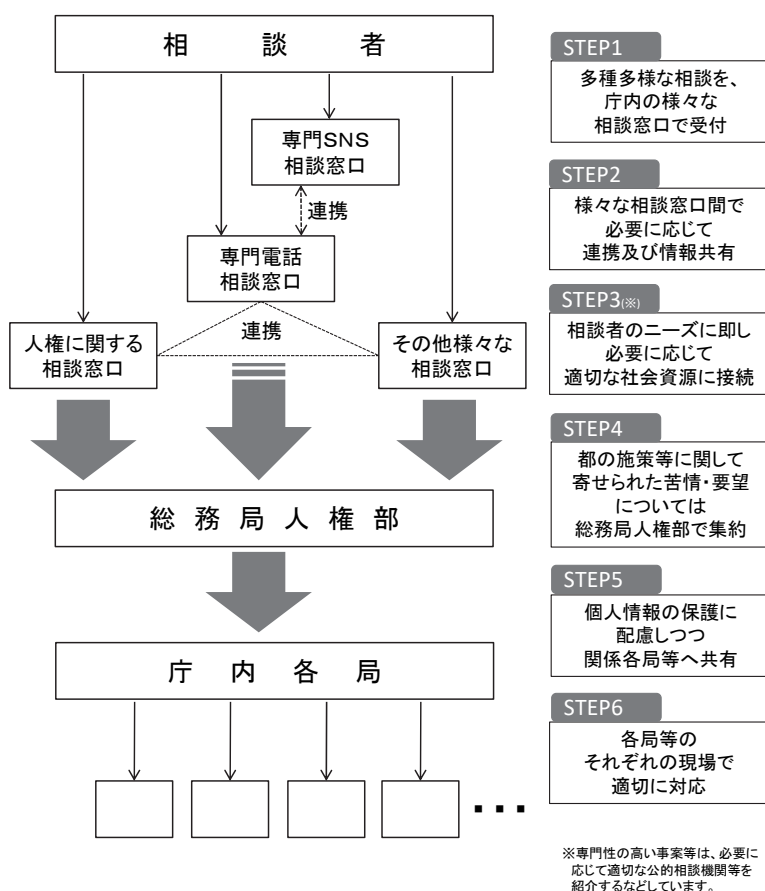 相談者
専門SNS
相談窓口
連携
専門電話
相談窓口
人権に関する
相談窓口
連携
その他様々な
相談窓口
総務局人権部
庁内各局
・・・
STEP1
多種多様な相談を、
庁内の様々な
相談窓口で受付
STEP2
様々な相談窓口間で
必要に応じて
連携及び情報共有
STEP3(※)
相談者のニーズに即し
必要に応じて
適切な社会資源に接続
STEP4
都の施策等に関して
寄せられた苦情・要望
については
総務局人権部で集約
STEP5
個人情報の保護に
配慮しつつ
関係各局等へ共有
STEP6
各局等の
それぞれの現場で
適切に対応
※専門性の高い事案等は、必要に
応じて適切な公的相談機関等を
紹介するなどしています。